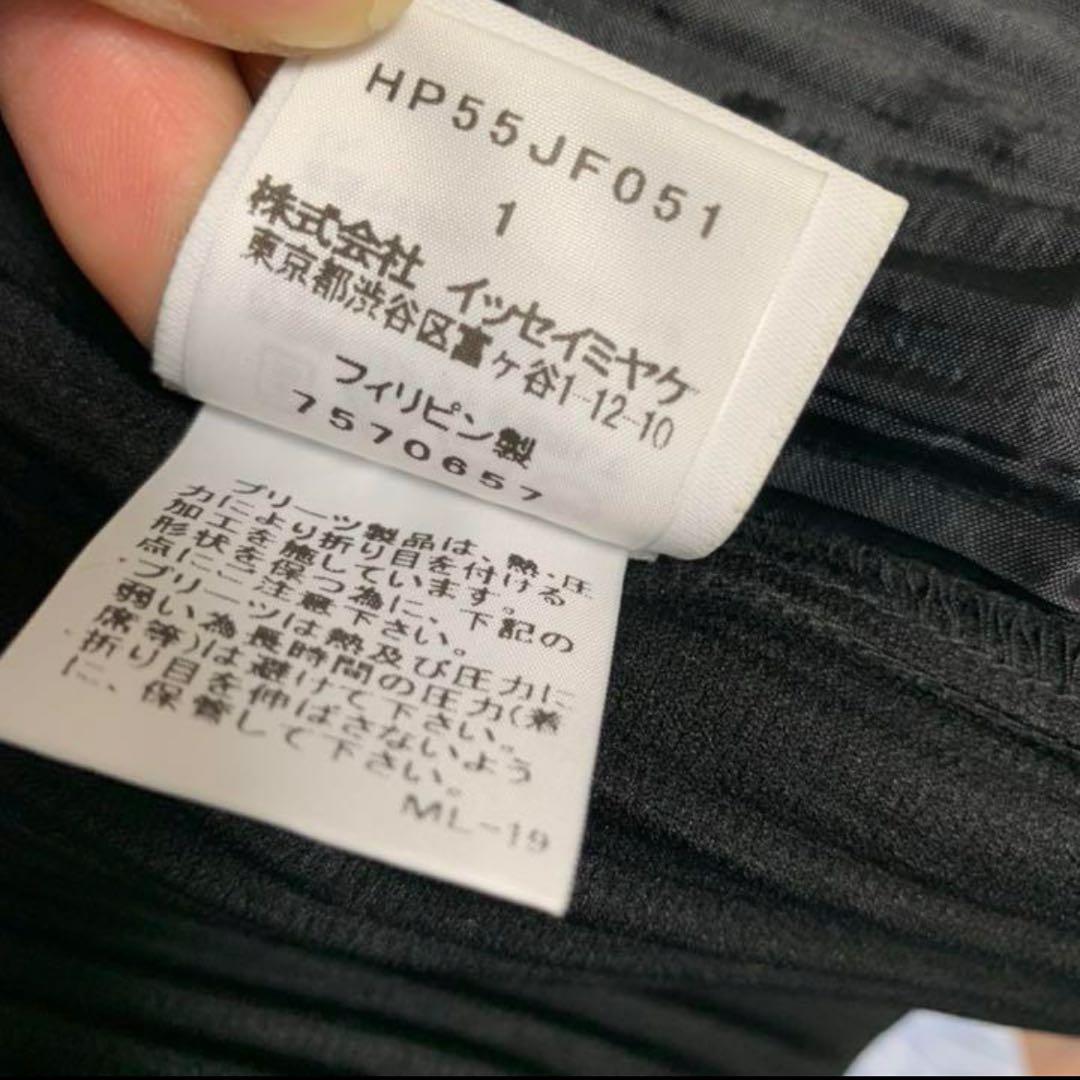 HP55JF051
1
株式会社 イッセイミヤケ
東京都渋谷区富ヶ谷1-12-10
フィリピン製
7570657
プリーツ製品は、熱・圧
力により折り目を付ける
加工を施しています。
形状を保つ為に、下記の
点にご注意下さい。
プリーツは熱及び圧力に
弱い為長時間の圧力(着
席等)は避けて下さい。
折り目を伸ばさないよう
に、保管して下さい。
ML-19